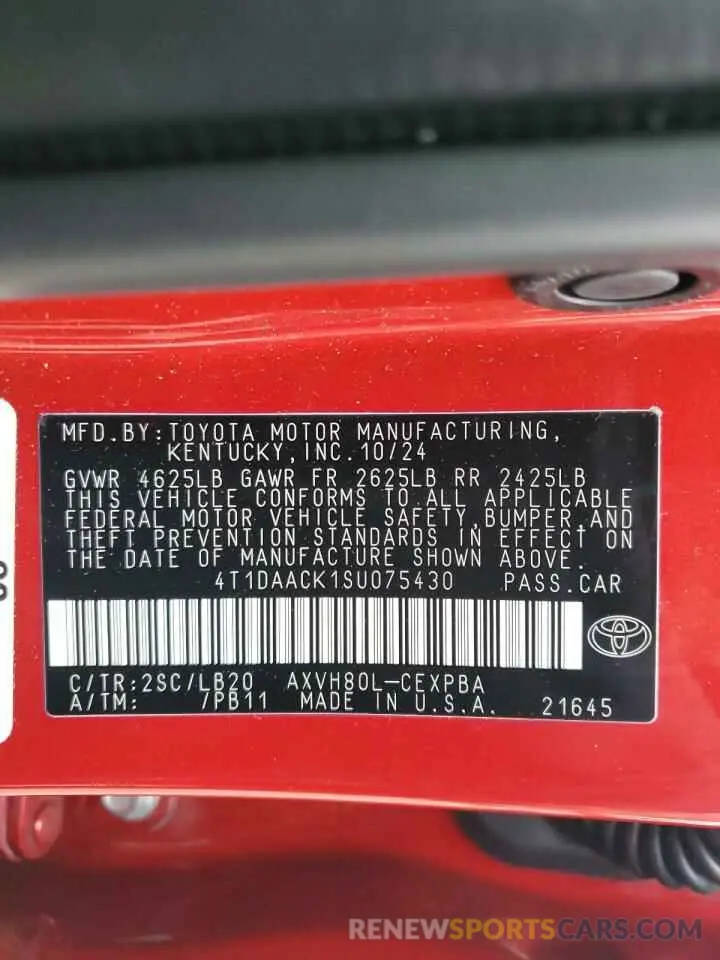 MFD.BY:TOYOTA MOTOR MANUFACTURING,
KENTUCKY,INC.10/24
GVWR 4625LB GAWR FR 2625LB RR 2425LB
THIS VEHICLE CONFORMS TO ALL APPLICABLE
FEDERAL MOTOR VEHICLE SAFETY,BUMPER,AND
THEFT PREVENTION STANDARDS IN EFFECT ON
THE DATE OF MANUFACTURE SHOWN ABOVE.
4T1DAACK1SU075430 PASS.CAR
C/TR:2SC/LB20 AXVH80L-CEXPBA
A/TM: /PB11 MADE IN U.S.A. 21645
RENEWSPORTSCARS.COM